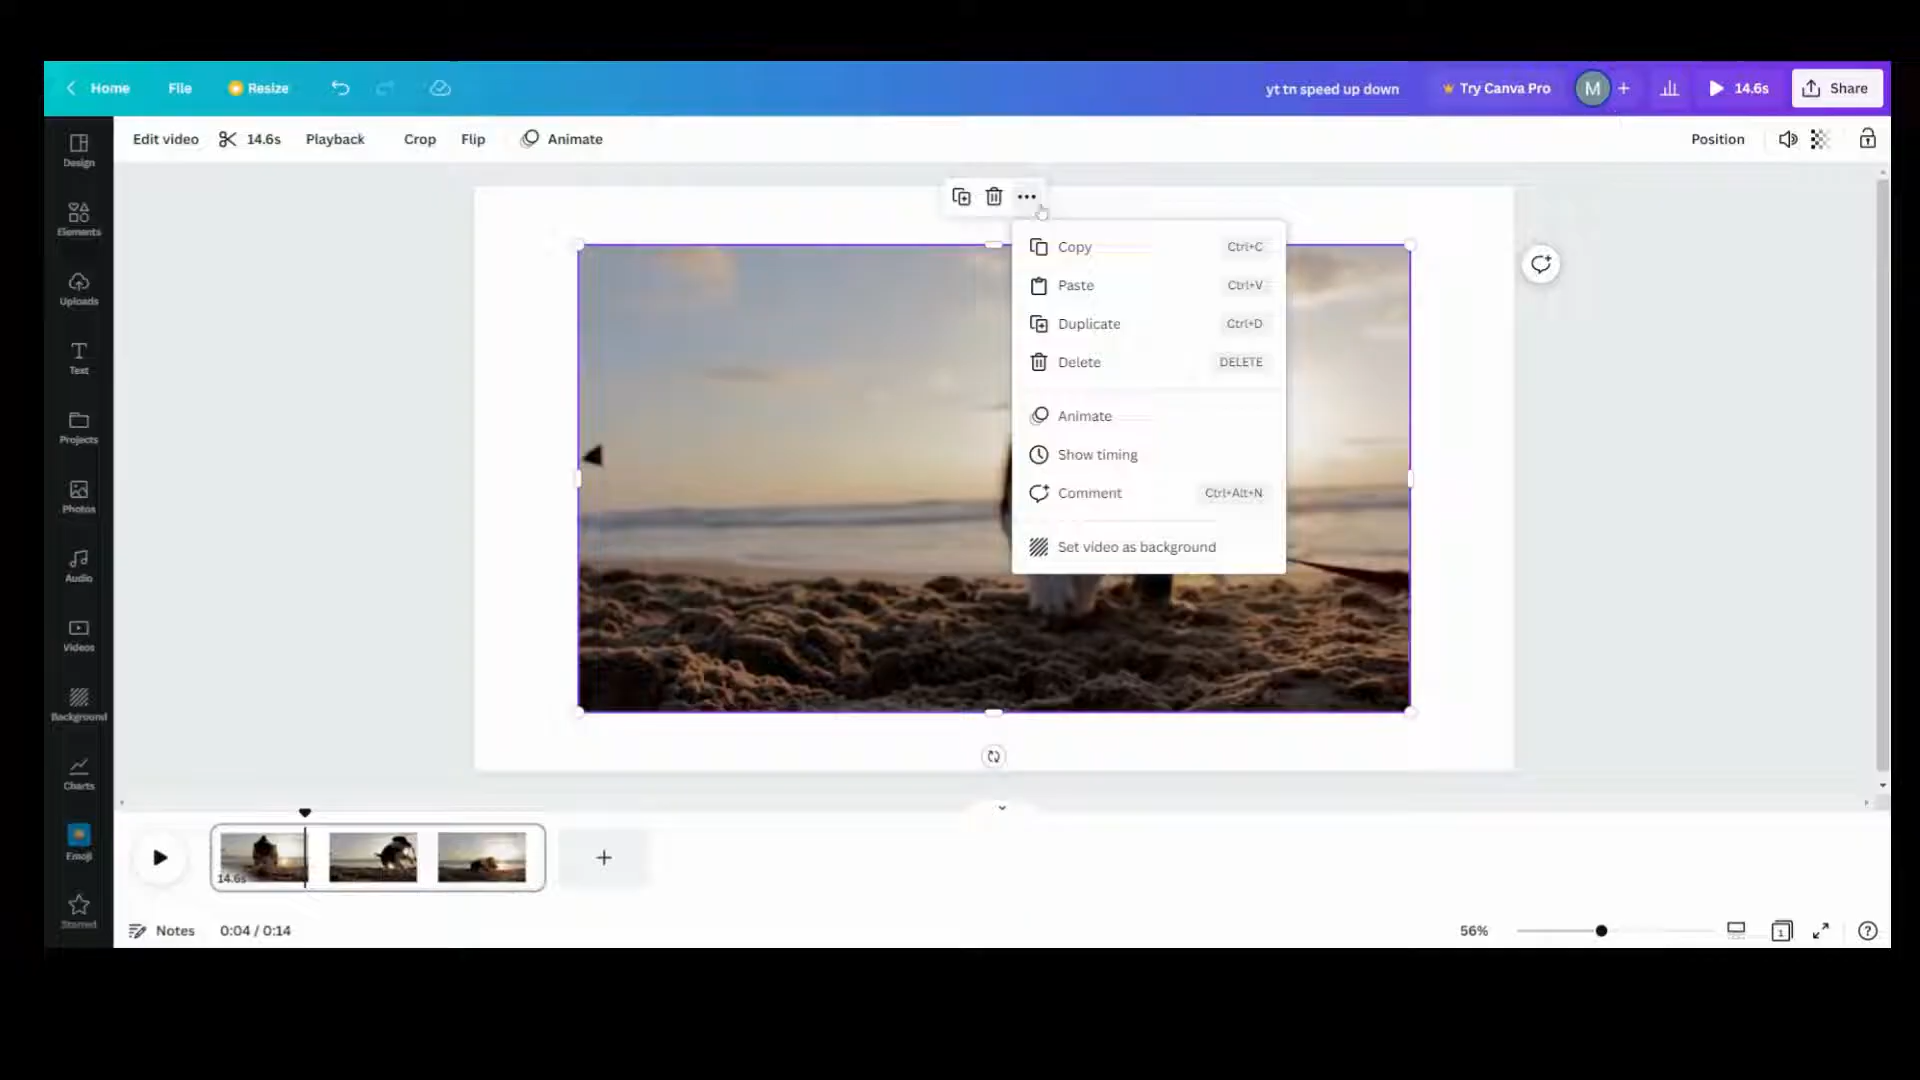 Home File Resize yt tn speed up down Try Canva Pro M 14.6s Share
Edit video 14.6s Playback Crop Flip Animate Position
Design
Elements
Uploads
Text
Projects
Photos
Audio
Videos
Background
Charts
Emoji
Starred
Copy Ctrl+C
Paste Ctrl+V
Duplicate Ctrl+D
Delete DELETE
Animate
Show timing
Comment Ctrl+Alt+N
Set video as background
14.6s
Notes 0:04 / 0:14 56% 1